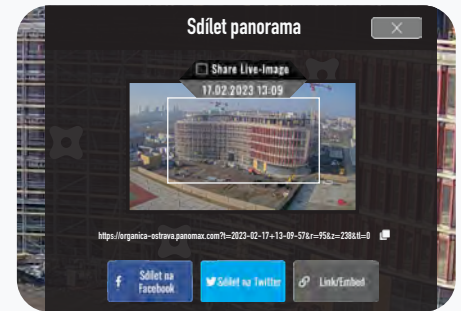 Sdílet panorama
Share Live-Image
17.02.2023 13:09
https://organica-ostrava.panomax.com?t=2023-02-17+13-09-57&r=95&z=238&tl=0
Sdílet na
Facebook
Sdílet na Twitter
Link/Embed